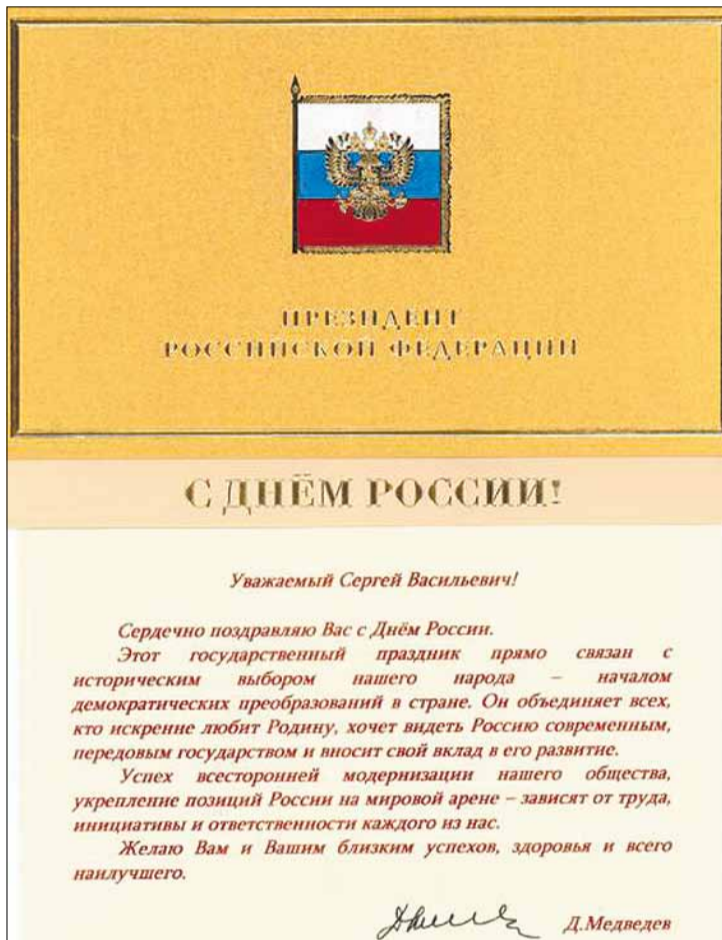 ПРЕЗИДЕНТ
РОССИЙСКОЙ ФЕДЕРАЦИИ
С ДНЁМ РОССИИ!
Уважаемый Сергей Васильевич!
Сердечно поздравляю Вас с Днём России.
Этот государственный праздник прямо связан с
историческим выбором нашего народа – началом
демократических преобразований в стране. Он объединяет всех,
кто искренне любит Родину, хочет видеть Россию современным,
передовым государством и вносит свой вклад в его развитие.
Успех всесторонней модернизации нашего общества,
укрепление позиций России на мировой арене – зависят от труда,
инициативы и ответственности каждого из нас.
Желаю Вам и Вашим близким успехов, здоровья и всего
наилучшего.
Д.Медведев